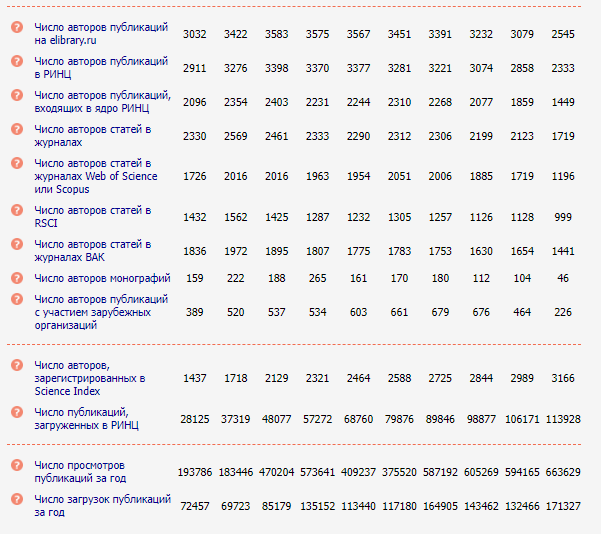 Число авторов публикаций
на elibrary.ru 3032 3422 3583 3575 3567 3451 3391 3232 3079 2545
Число авторов публикаций
в РИНЦ 2911 3276 3398 3370 3377 3281 3221 3074 2858 2333
Число авторов публикаций,
входящих в ядро РИНЦ 2096 2354 2403 2231 2244 2310 2268 2077 1859 1449
Число авторов статей в
журналах 2330 2569 2461 2333 2290 2312 2306 2199 2123 1719
Число авторов статей в
журналах Web of Science 1726 2016 2016 1963 1954 2051 2006 1885 1719 1196
или Scopus
Число авторов статей в
RSCI 1432 1562 1425 1287 1232 1305 1257 1126 1128 999
Число авторов статей в
журналах ВАК 1836 1972 1895 1807 1775 1783 1753 1630 1654 1441
Число авторов монографий 159 222 188 265 161 170 180 112 104 46
Число авторов публикаций
с участием зарубежных 389 520 537 534 603 661 679 676 464 226
организаций
Число авторов,
зарегистрированных в 1437 1718 2129 2321 2464 2588 2725 2844 2989 3166
Science Index
Число публикаций,
загруженных в РИНЦ 28125 37319 48077 57272 68760 79876 89846 98877 106171 113928
Число просмотров
публикаций за год 193786 183446 470204 573641 409237 375520 587192 605269 594165 663629
Число загрузок публикаций
за год 72457 69723 85179 135152 113440 117180 164905 143462 132466 171327